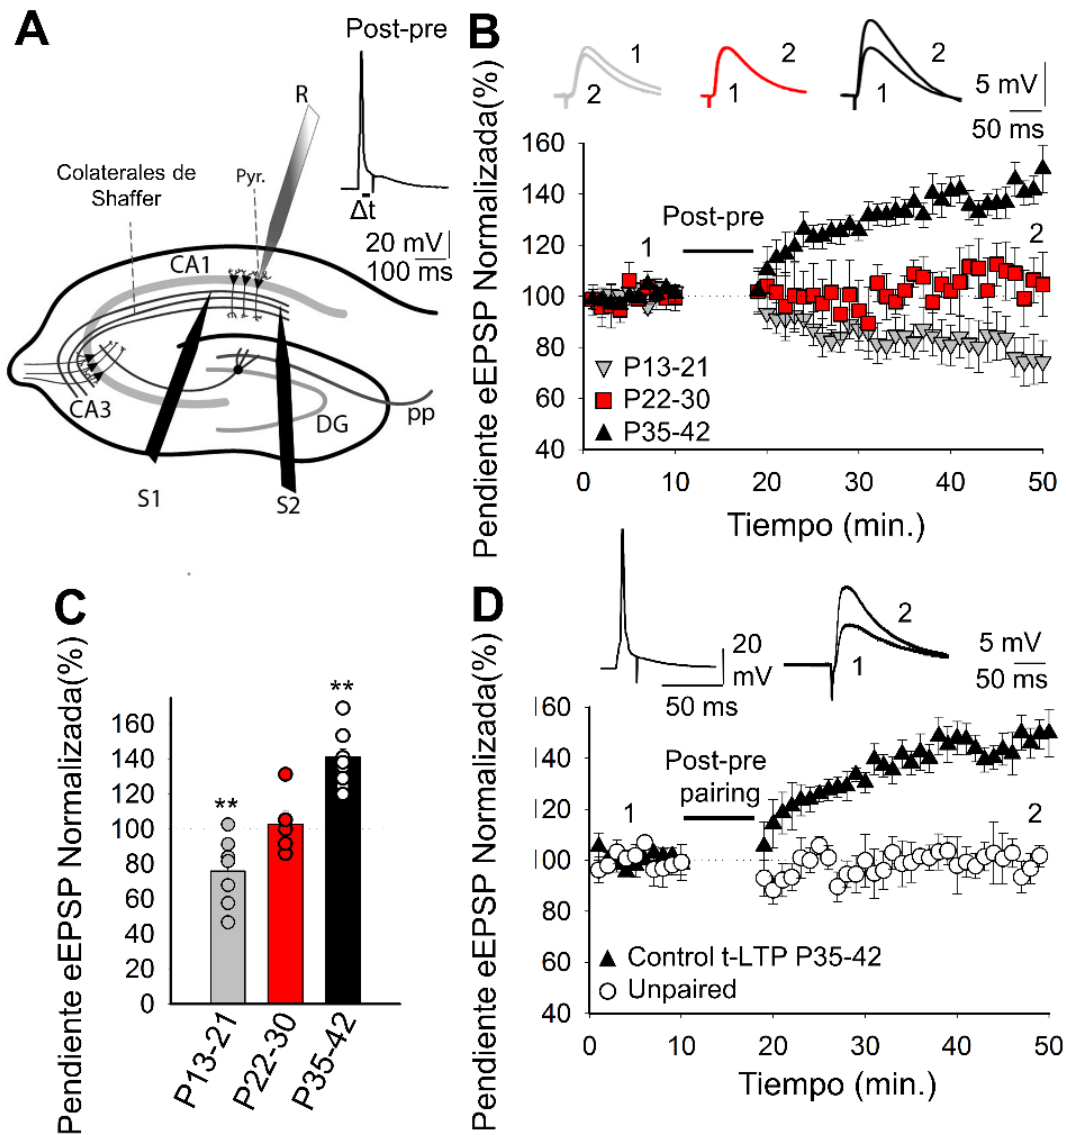 A
Post-pre
R
Colaterales de
Shaffer
Pyr.
Δt
20 mV
100 ms
CA1
CA3
DG
pp
S1
S2
B
1
2
2
1
2
1
5 mV
50 ms
Pendiente eEPSP Normalizada(%)
160
140
120
100
80
60
40
Post-pre
1
2
P13-21
P22-30
P35-42
0
10
20
30
40
50
Tiempo (min.)
C
Pendiente eEPSP Normalizada(%)
160
140
120
100
80
60
40
20
0
**
**
P13-21
P22-30
P35-42
D
20
mV
50 ms
2
1
5 mV
50 ms
Pendiente eEPSP Normalizada(%)
160
140
120
100
80
60
40
Post-pre
pairing
1
2
Control t-LTP P35-42
Unpaired
0
10
20
30
40
50
Tiempo (min.)